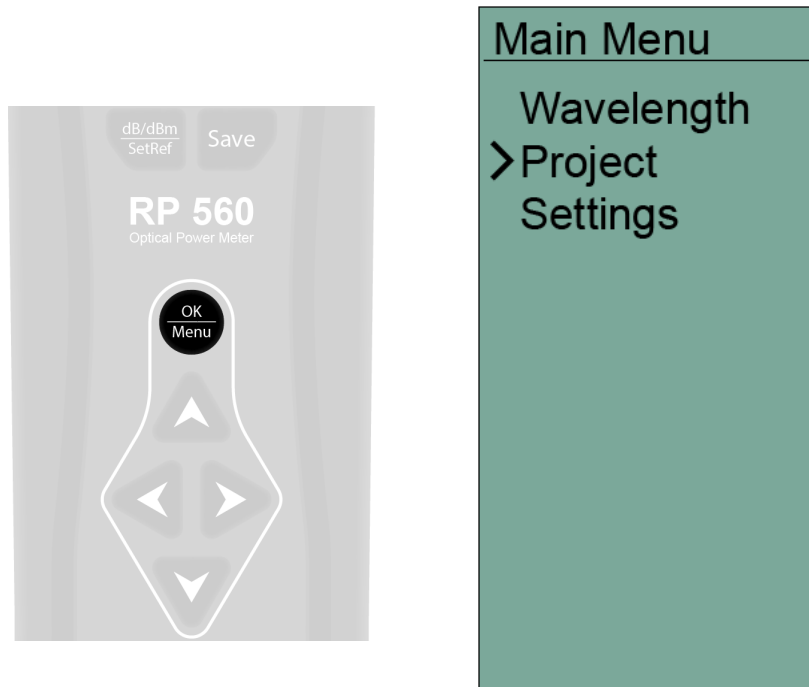 dB/dBm
SetRef
Save
RP 560
Optical Power Meter
OK
Menu
Main Menu
Wavelength
Project
Settings